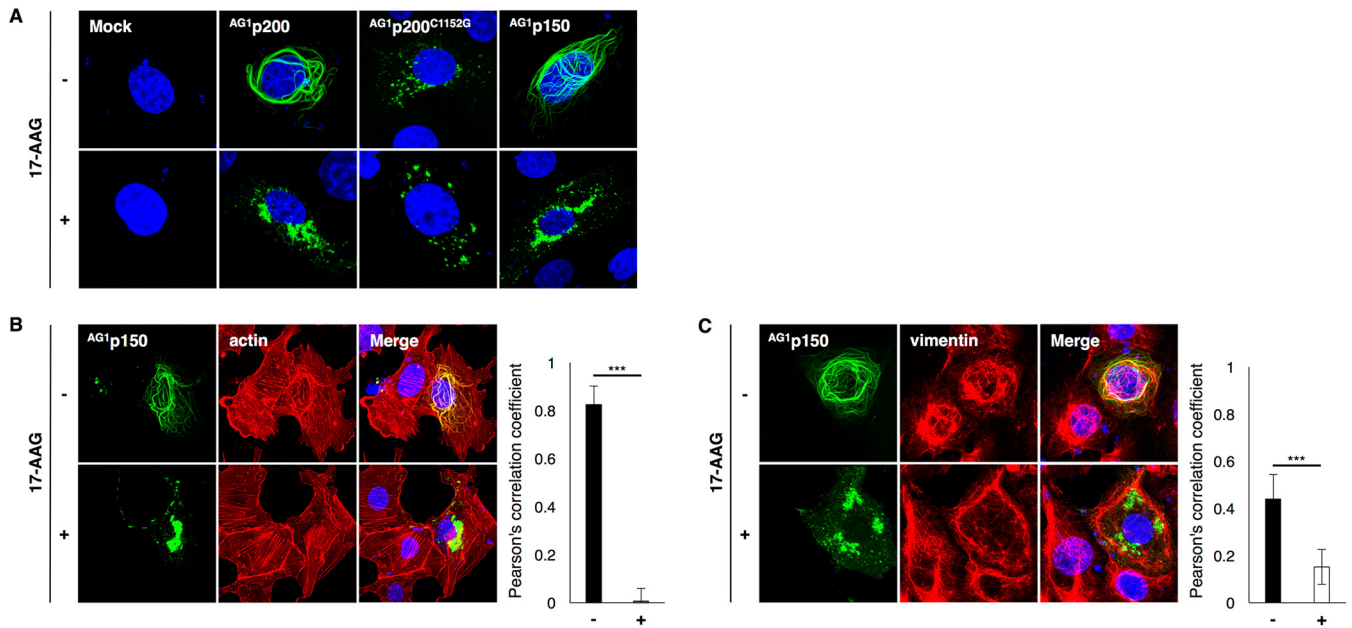 A
Mock
AG1p200
AG1p200C1152G
AG1p150
17-AAG
-
+
B
AG1p150
actin
Merge
17-AAG
-
+
Pearson's correlation coefficient
1
0.8
0.6
0.4
0.2
0
***
- +
C
AG1p150
vimentin
Merge
17-AAG
-
+
Pearson's correlation coefficient
1
0.8
0.6
0.4
0.2
0
***
- +